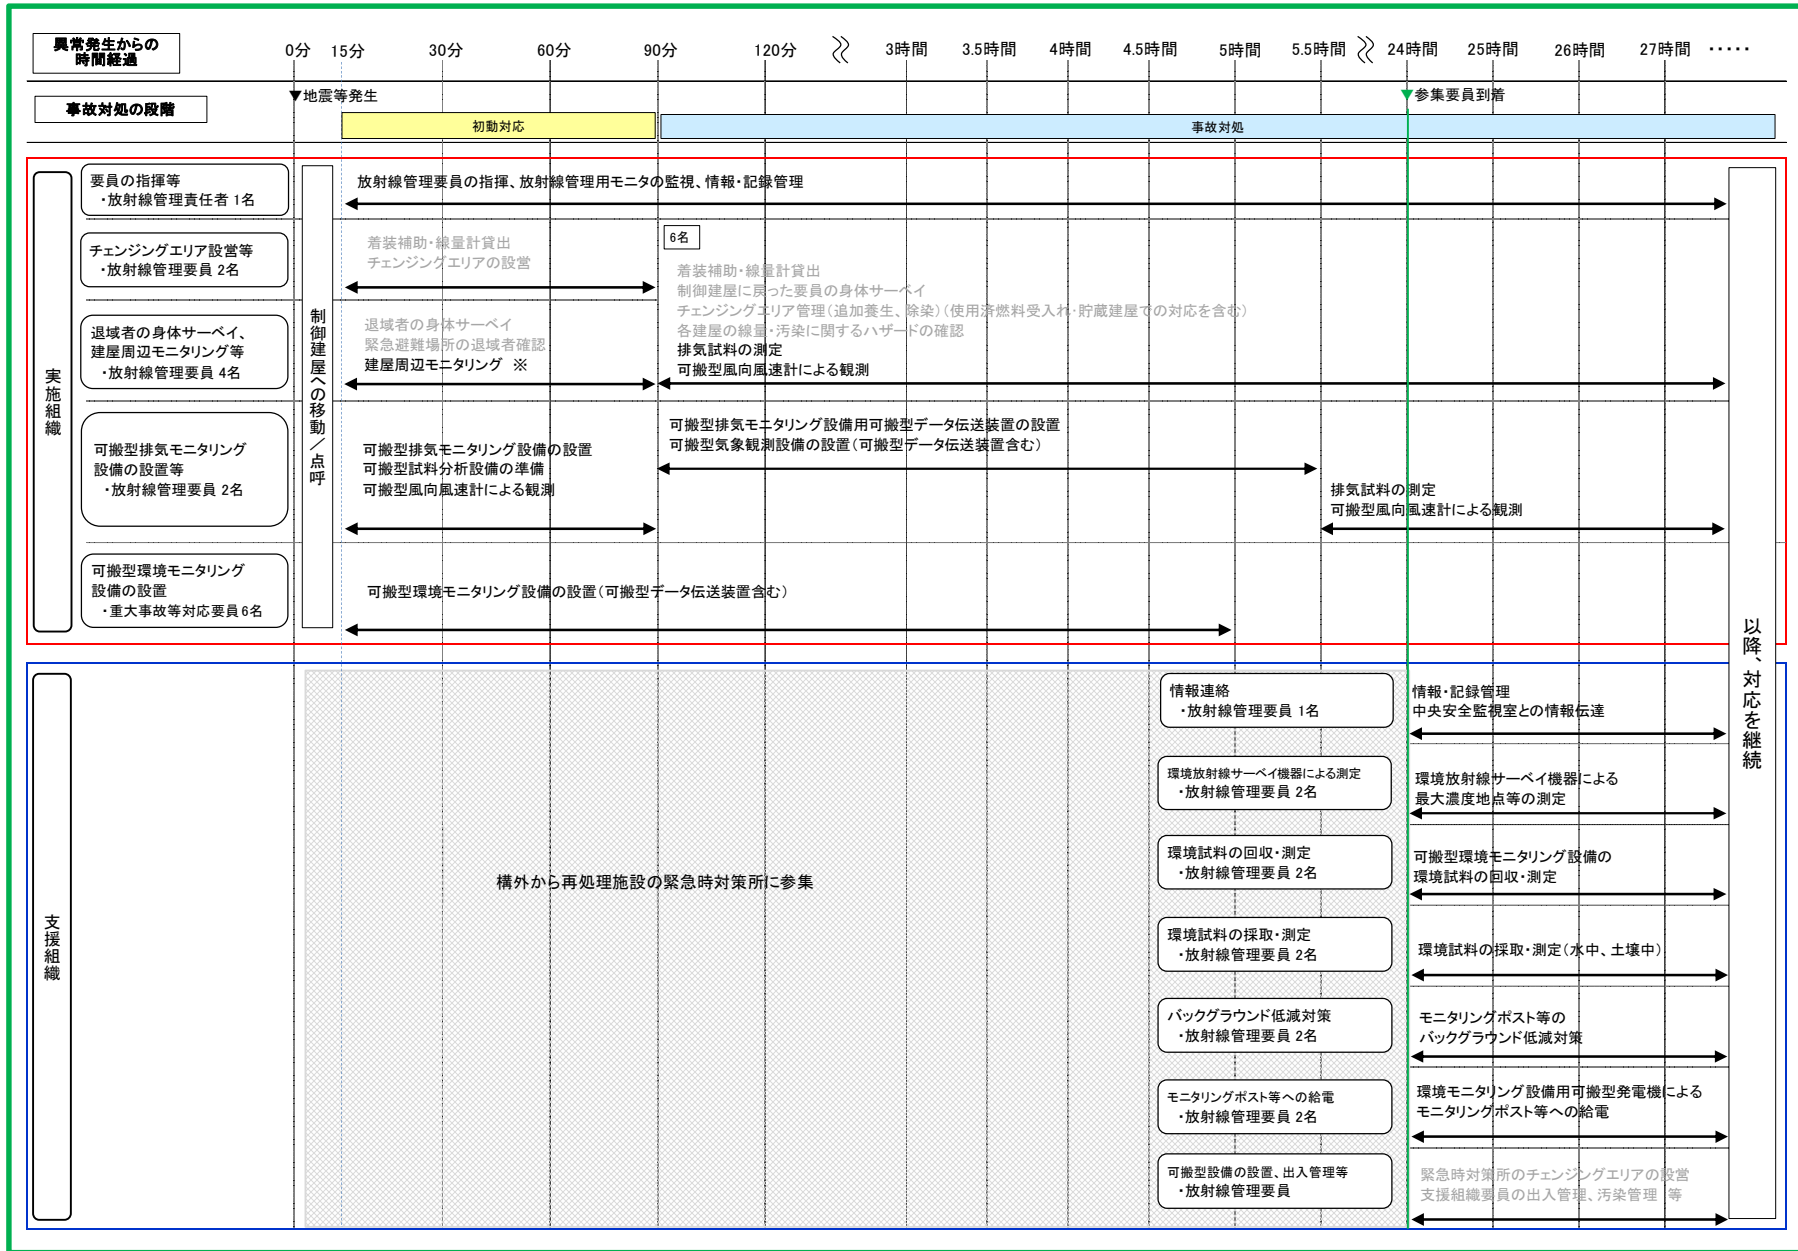 異常発生からの
時間経過
0分 15分 30分 60分 90分 120分 3時間 3.5時間 4時間 4.5時間 5時間 5.5時間 24時間 25時間 26時間 27時間 ・・・・・
事故対処の段階
▼地震等発生
▼参集要員到着
初動対応
事故対処
実施組織
制御建屋への移動／点呼
以降、対応を継続
要員の指揮等
・放射線管理責任者 1名
放射線管理要員の指揮、放射線管理用モニタの監視、情報・記録管理
チェンジングエリア設営等
・放射線管理要員 2名
着装補助・線量計貸出
チェンジングエリアの設営
6名
着装補助・線量計貸出
制御建屋に戻った要員の身体サーベイ
チェンジングエリア管理(追加養生、除染)(使用済燃料受入れ・貯蔵建屋での対応を含む)
各建屋の線量・汚染に関するハザードの確認
排気試料の測定
可搬型風向風速計による観測
退域者の身体サーベイ、
建屋周辺モニタリング等
・放射線管理要員 4名
退域者の身体サーベイ
緊急避難場所の退域者確認
建屋周辺モニタリング ※
可搬型排気モニタリング
設備の設置等
・放射線管理要員 2名
可搬型排気モニタリング設備の設置
可搬型試料分析設備の準備
可搬型風向風速計による観測
可搬型排気モニタリング設備用可搬型データ伝送装置の設置
可搬型気象観測設備の設置(可搬型データ伝送装置含む)
排気試料の測定
可搬型風向風速計による観測
可搬型環境モニタリング
設備の設置
・重大事故等対応要員6名
可搬型環境モニタリング設備の設置(可搬型データ伝送装置含む)
支援組織
構外から再処理施設の緊急時対策所に参集
情報連絡
・放射線管理要員 1名
情報・記録管理
中央安全監視室との情報伝達
環境放射線サーベイ機器による測定
・放射線管理要員 2名
環境放射線サーベイ機器による
最大濃度地点等の測定
環境試料の回収・測定
・放射線管理要員 2名
可搬型環境モニタリング設備の
環境試料の回収・測定
環境試料の採取・測定
・放射線管理要員 2名
環境試料の採取・測定(水中、土壌中)
バックグラウンド低減対策
・放射線管理要員 2名
モニタリングポスト等の
バックグラウンド低減対策
モニタリングポスト等への給電
・放射線管理要員 2名
環境モニタリング設備用可搬型発電機による
モニタリングポスト等への給電
可搬型設備の設置、出入管理等
・放射線管理要員
緊急時対策所のチェンジングエリアの設営
支援組織要員の出入管理、汚染管理 等